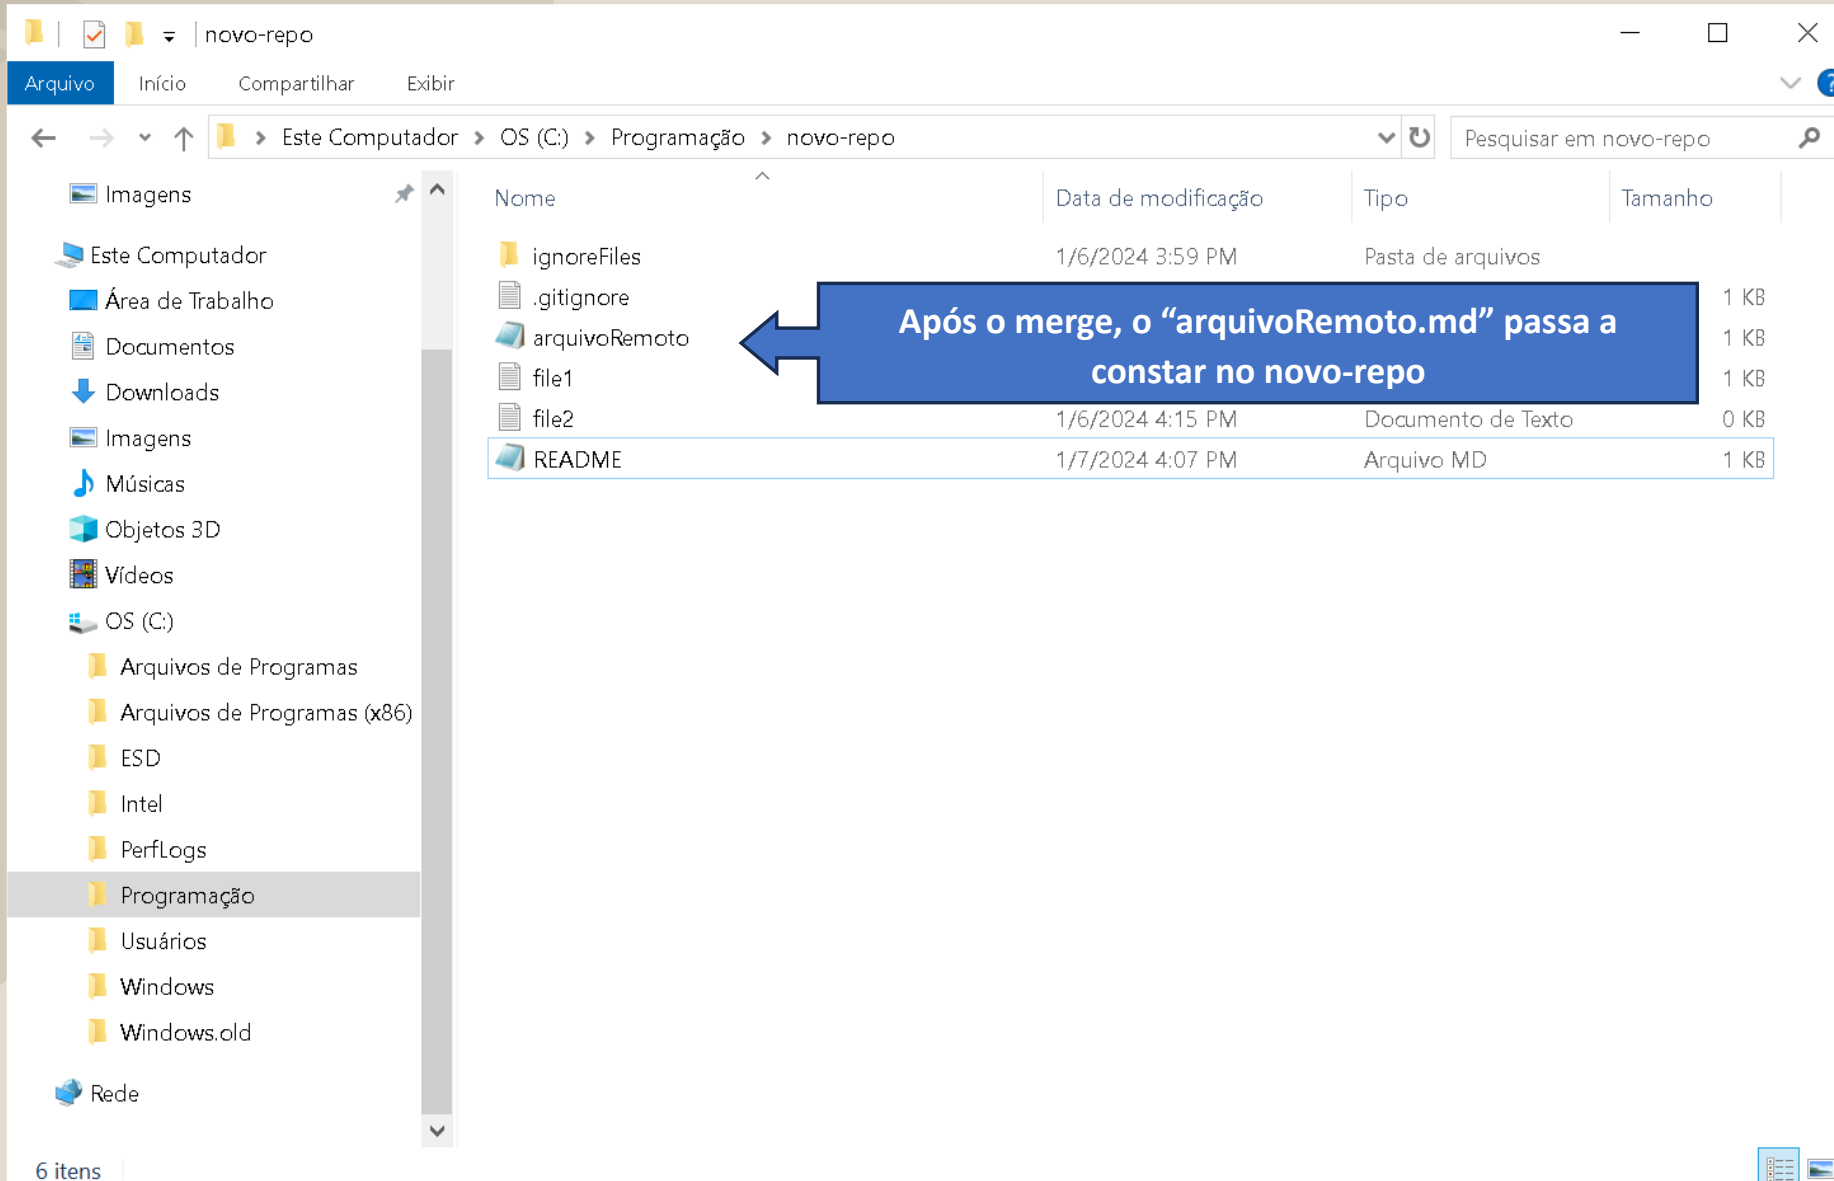 novo-repo
Arquivo Início Compartilhar Exibir
Este Computador > OS (C:) > Programação > novo-repo
Pesquisar em novo-repo
Imagens
Este Computador
Área de Trabalho
Documentos
Downloads
Imagens
Músicas
Objetos 3D
Vídeos
OS (C:)
Arquivos de Programas
Arquivos de Programas (x86)
ESD
Intel
PerfLogs
Programação
Usuários
Windows
Windows.old
Rede
Nome Data de modificação Tipo Tamanho
ignoreFiles 1/6/2024 3:59 PM Pasta de arquivos
.gitignore 1 KB
arquivoRemoto 1 KB
file1 1 KB
file2 1/6/2024 4:15 PM Documento de Texto 0 KB
README 1/7/2024 4:07 PM Arquivo MD 1 KB
Após o merge, o “arquivoRemoto.md” passa a
constar no novo-repo
6 itens